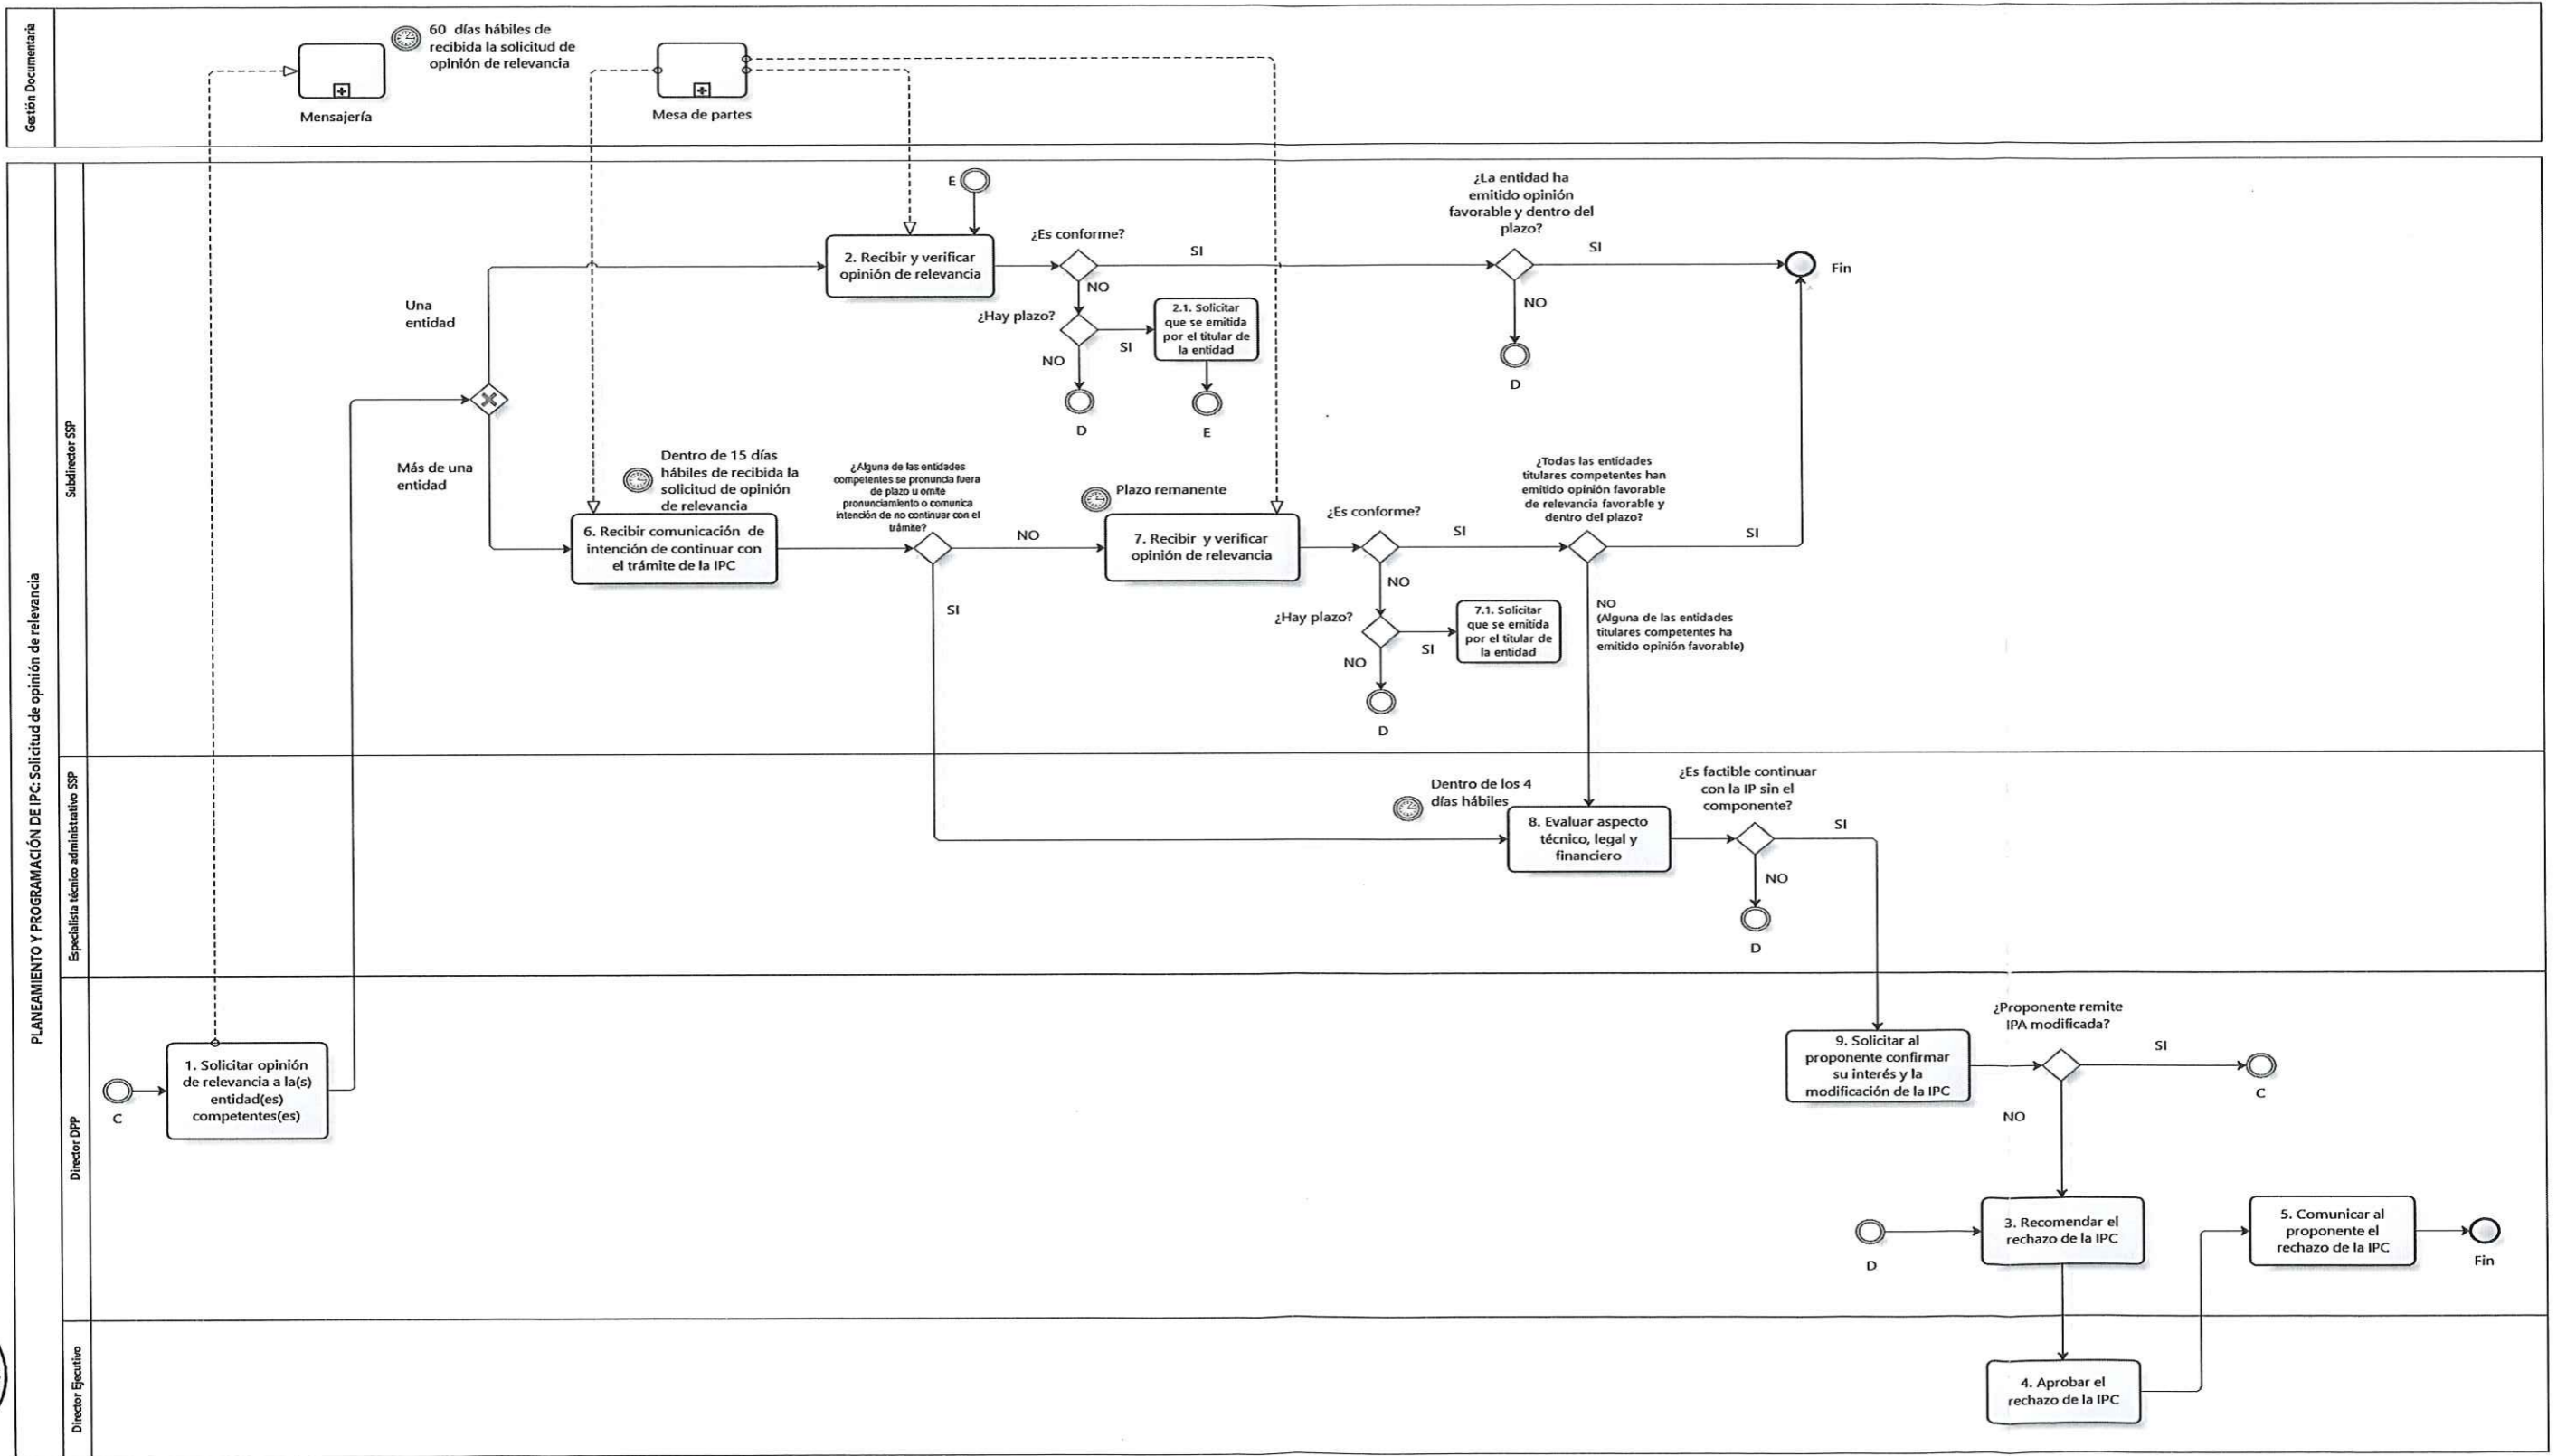 Gestión Documentaria
60 días hábiles de
recibida la solicitud de
opinión de relevancia
Mensajería
Mesa de partes
PLANEAMIENTO Y PROGRAMACIÓN DE IPC: Solicitud de opinión de relevancia
Subdirector SSP
E
2. Recibir y verificar
opinión de relevancia
¿Es conforme?
SI
NO
¿Hay plazo?
SI
NO
D
2.1. Solicitar
que se emitida
por el titular de
la entidad
E
¿La entidad ha
emitido opinión
favorable y dentro del
plazo?
SI
NO
D
Fin
Una
entidad
Más de una
entidad
Dentro de 15 días
hábiles de recibida la
solicitud de opinión
de relevancia
6. Recibir comunicación de
intención de continuar con
el trámite de la IPC
¿Alguna de las entidades
competentes se pronuncia fuera
de plazo u omite
pronunciamiento o comunica
intención de no continuar con el
trámite?
NO
SI
Plazo remanente
7. Recibir y verificar
opinión de relevancia
¿Es conforme?
SI
NO
¿Hay plazo?
SI
NO
D
7.1. Solicitar
que se emitida
por el titular de
la entidad
¿Todas las entidades
titulares competentes han
emitido opinión favorable
de relevancia favorable y
dentro del plazo?
SI
NO
(Alguna de las entidades
titulares competentes ha
emitido opinión favorable)
Especialista técnico administrativo SSP
Dentro de los 4
días hábiles
8. Evaluar aspecto
técnico, legal y
financiero
¿Es factible continuar
con la IP sin el
componente?
SI
NO
D
Director DPP
C
1. Solicitar opinión
de relevancia a la(s)
entidad(es)
competentes(es)
9. Solicitar al
proponente confirmar
su interés y la
modificación de la IPC
¿Proponente remite
IPA modificada?
SI
C
NO
D
3. Recomendar el
rechazo de la IPC
5. Comunicar al
proponente el
rechazo de la IPC
Fin
Director Ejecutivo
4. Aprobar el
rechazo de la IPC